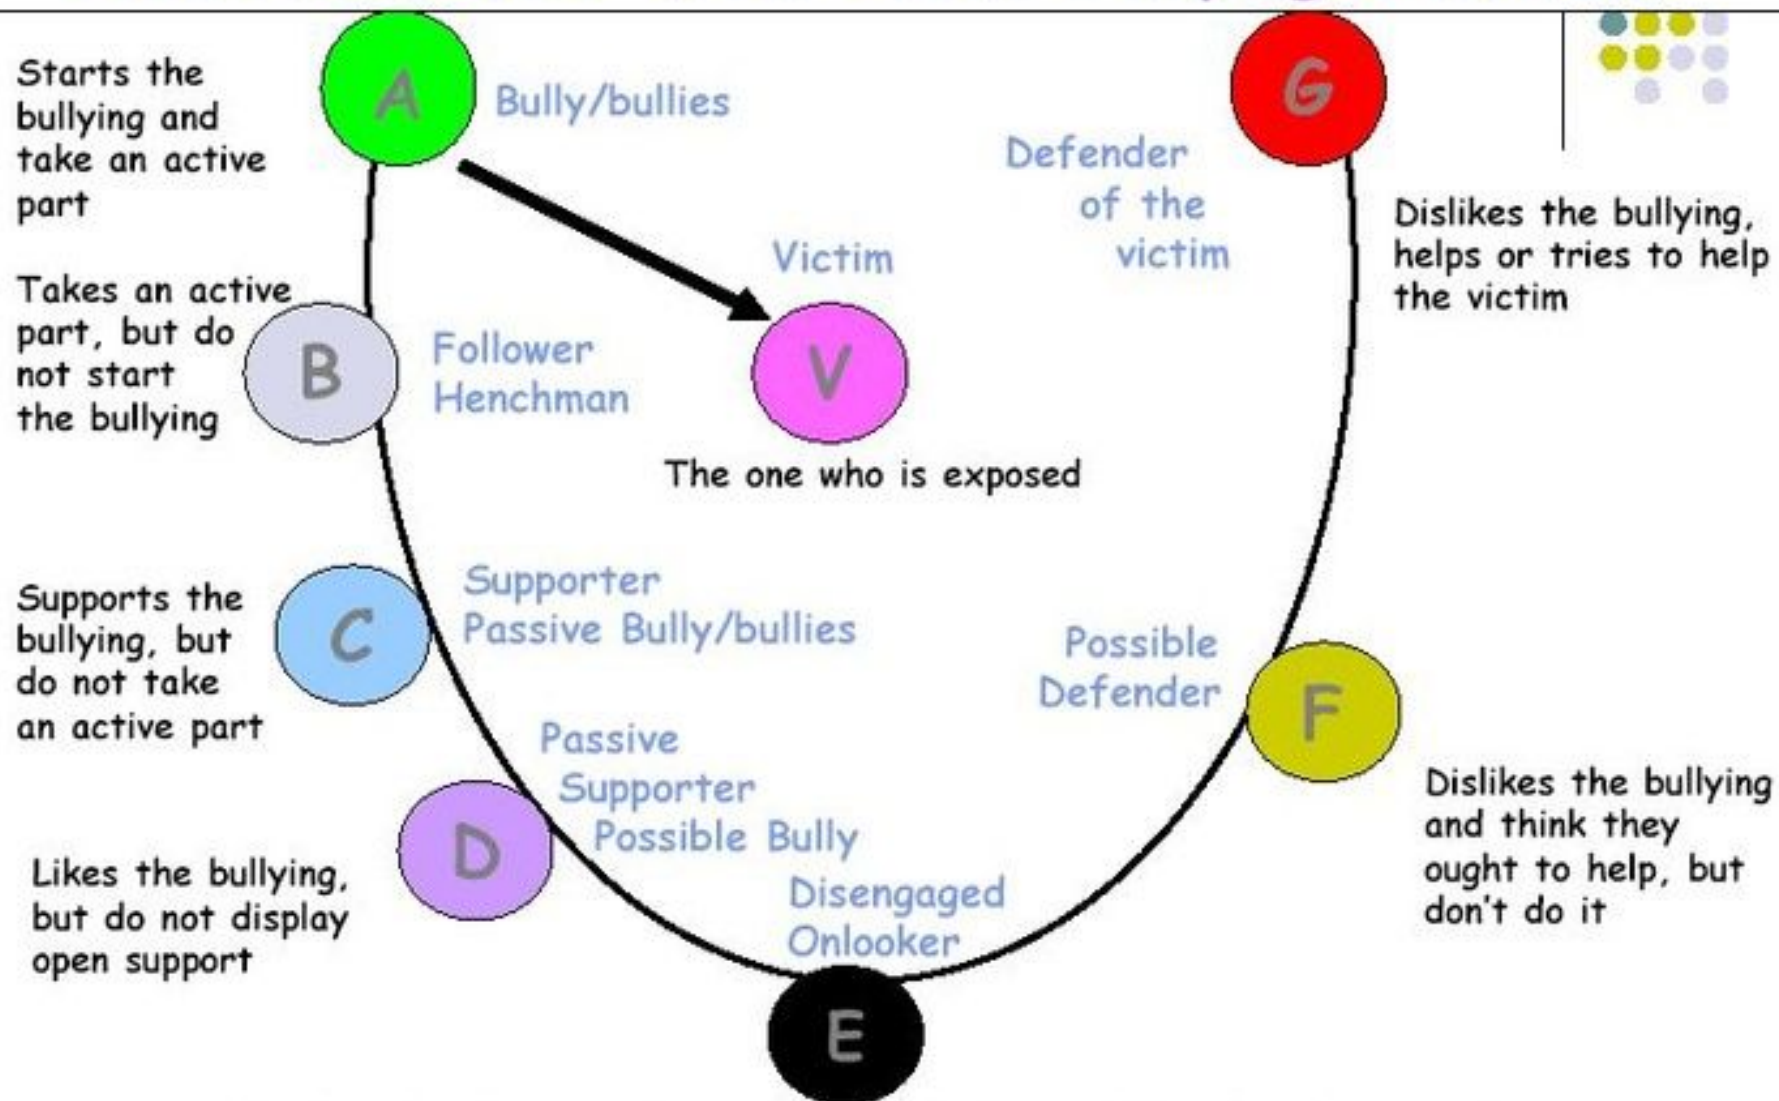 Starts the
bullying and
take an active
part
A
Bully/bullies
G
Defender
of the
victim
Dislikes the bullying,
helps or tries to help
the victim
Takes an active
part, but do
not start
the bullying
B
Follower
Henchman
Victim
V
The one who is exposed
Supports the
bullying, but
do not take
an active part
C
Supporter
Passive Bully/bullies
Possible
Defender
F
Dislikes the bullying
and think they
ought to help, but
don't do it
Likes the bullying,
but do not display
open support
D
Passive
Supporter
Possible Bully
Disengaged
Onlooker
E